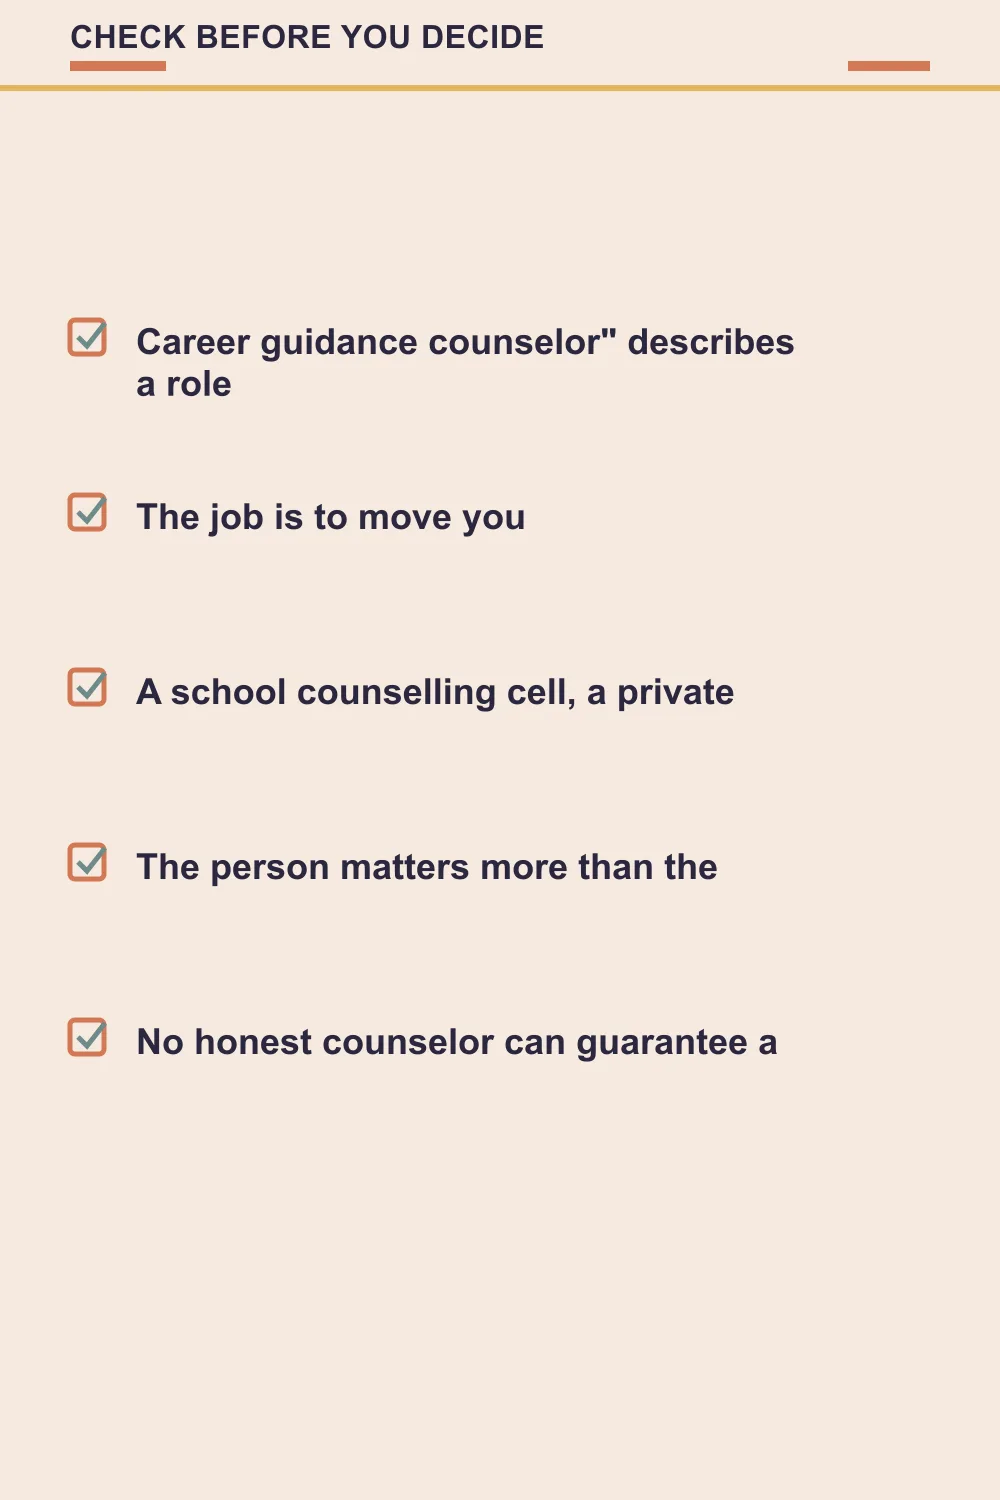 CHECK BEFORE YOU DECIDE
Career guidance counselor" describes
a role
The job is to move you
A school counselling cell, a private
The person matters more than the
No honest counselor can guarantee a